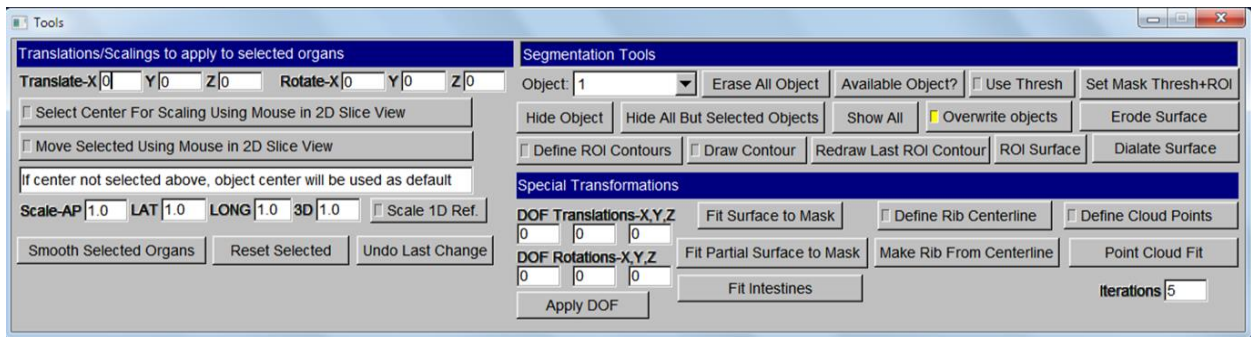 Tools
Translations/Scalings to apply to selected organs
Translate-X 0 Y 0 Z 0 Rotate-X 0 Y 0 Z 0
Select Center For Scaling Using Mouse in 2D Slice View
Move Selected Using Mouse in 2D Slice View
If center not selected above, object center will be used as default
Scale-AP 1.0 LAT 1.0 LONG 1.0 3D 1.0 Scale 1D Ref.
Smooth Selected Organs Reset Selected Undo Last Change
Segmentation Tools
Object: 1 Erase All Object Available Object? Use Thresh Set Mask Thresh+ROI
Hide Object Hide All But Selected Objects Show All Overwrite objects Erode Surface
Define ROI Contours Draw Contour Redraw Last ROI Contour ROI Surface Dialate Surface
Special Transformations
DOF Translations-X,Y,Z Fit Surface to Mask Define Rib Centerline Define Cloud Points
0 0 0
DOF Rotations-X,Y,Z Fit Partial Surface to Mask Make Rib From Centerline Point Cloud Fit
0 0 0
Fit Intestines Iterations 5
Apply DOF